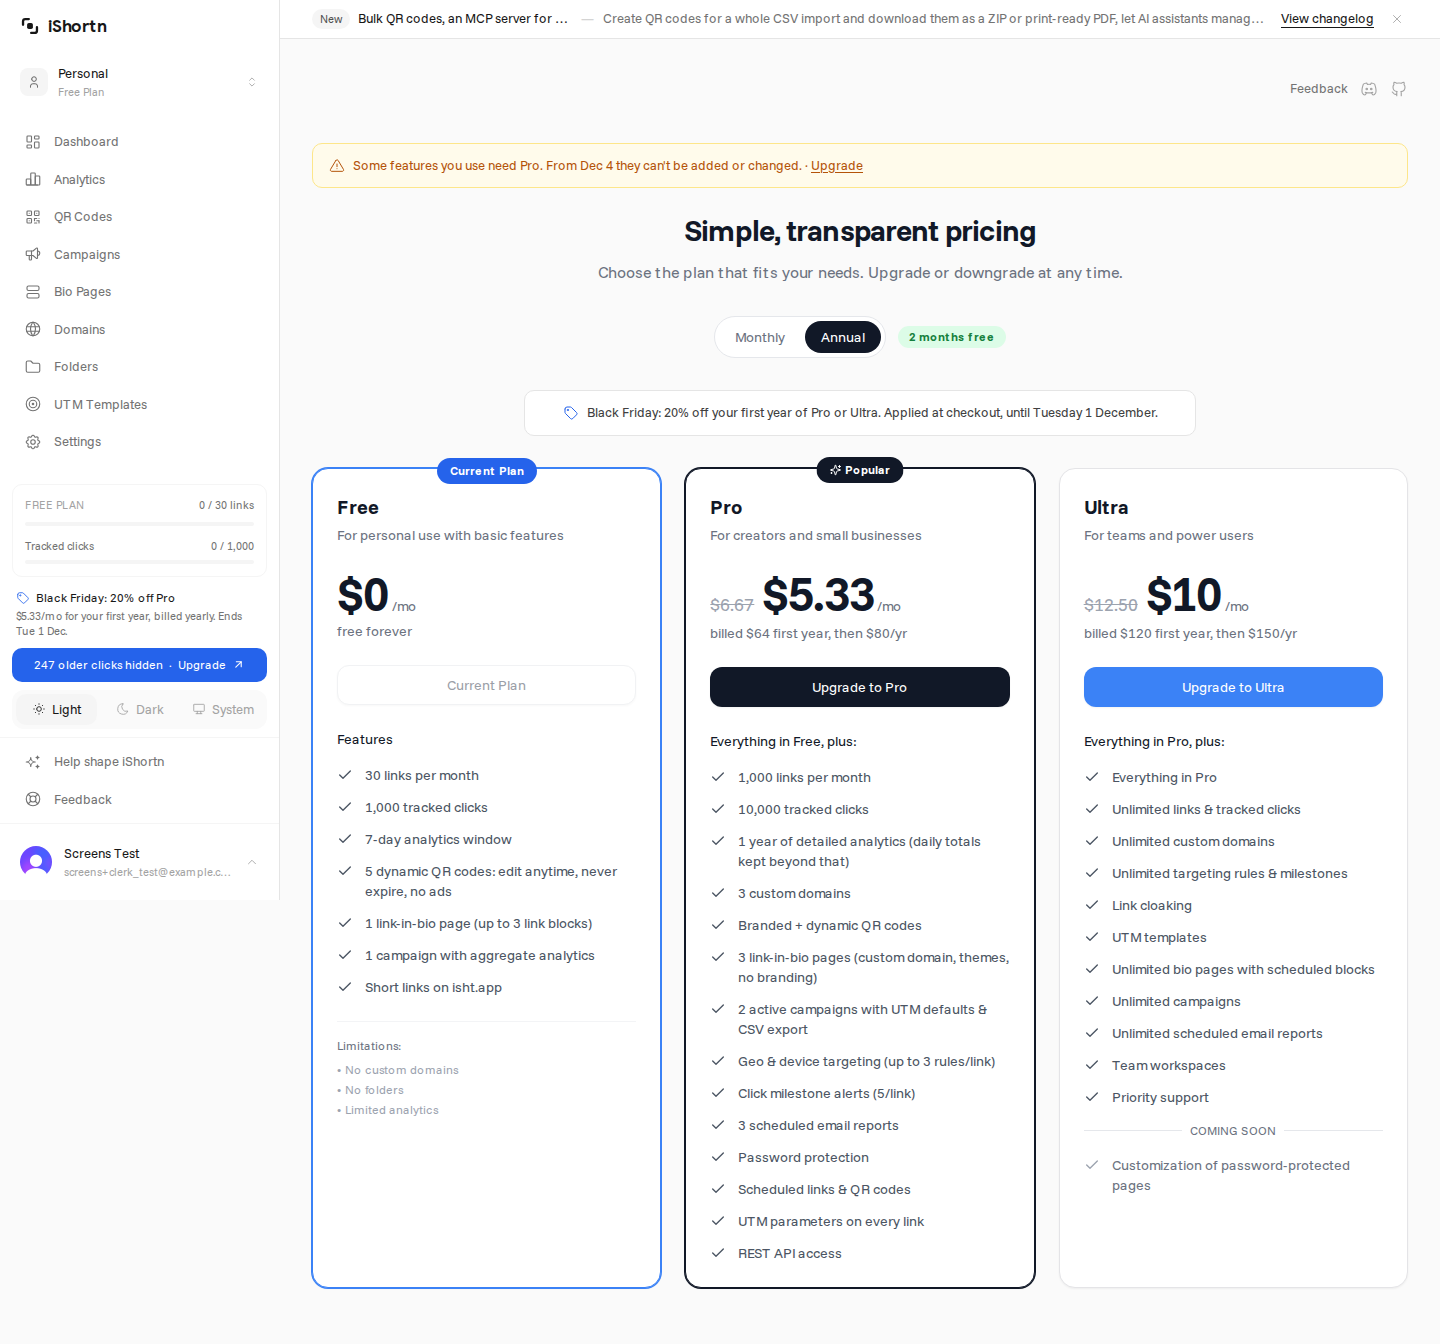 iShortn
Personal
Free Plan
Dashboard
Analytics
QR Codes
Campaigns
Bio Pages
Domains
Folders
UTM Templates
Settings
FREE PLAN 0 / 30 links
Tracked clicks 0 / 1,000
Black Friday: 20% off Pro
$5.33/mo for your first year, billed yearly. Ends
Tue 1 Dec.
247 older clicks hidden · Upgrade
Light Dark System
Help shape iShortn
Feedback
Screens Test
screens+clerk_test@example.c...
New Bulk QR codes, an MCP server for ... — Create QR codes for a whole CSV import and download them as a ZIP or print-ready PDF, let AI assistants manag... View changelog
Feedback
Some features you use need Pro. From Dec 4 they can't be added or changed. · Upgrade
Simple, transparent pricing
Choose the plan that fits your needs. Upgrade or downgrade at any time.
Monthly Annual 2 months free
Black Friday: 20% off your first year of Pro or Ultra. Applied at checkout, until Tuesday 1 December.
Current Plan
Free
For personal use with basic features
$0 /mo
free forever
Current Plan
Features
30 links per month
1,000 tracked clicks
7-day analytics window
5 dynamic QR codes: edit anytime, never
expire, no ads
1 link-in-bio page (up to 3 link blocks)
1 campaign with aggregate analytics
Short links on isht.app
Limitations:
• No custom domains
• No folders
• Limited analytics
Popular
Pro
For creators and small businesses
$6.67 $5.33 /mo
billed $64 first year, then $80/yr
Upgrade to Pro
Everything in Free, plus:
1,000 links per month
10,000 tracked clicks
1 year of detailed analytics (daily totals
kept beyond that)
3 custom domains
Branded + dynamic QR codes
3 link-in-bio pages (custom domain, themes,
no branding)
2 active campaigns with UTM defaults &
CSV export
Geo & device targeting (up to 3 rules/link)
Click milestone alerts (5/link)
3 scheduled email reports
Password protection
Scheduled links & QR codes
UTM parameters on every link
REST API access
Ultra
For teams and power users
$12.50 $10 /mo
billed $120 first year, then $150/yr
Upgrade to Ultra
Everything in Pro, plus:
Everything in Pro
Unlimited links & tracked clicks
Unlimited custom domains
Unlimited targeting rules & milestones
Link cloaking
UTM templates
Unlimited bio pages with scheduled blocks
Unlimited campaigns
Unlimited scheduled email reports
Team workspaces
Priority support
COMING SOON
Customization of password-protected
pages